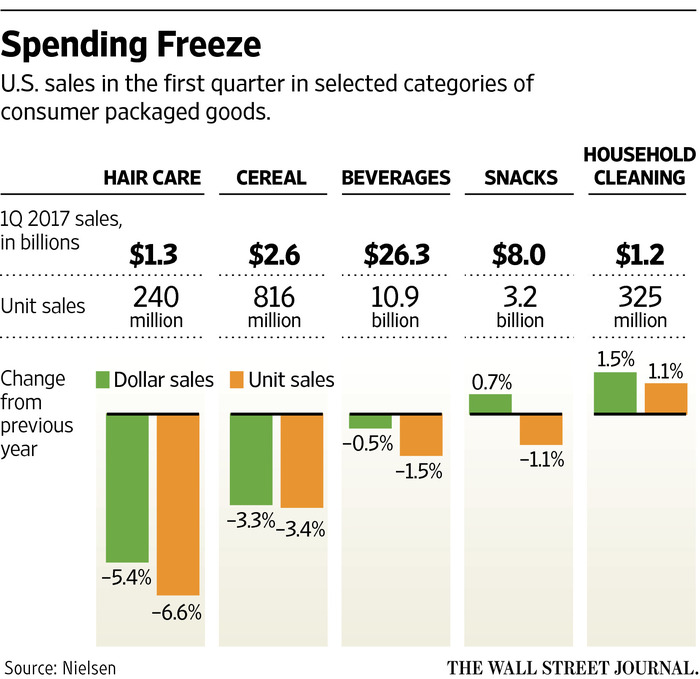 Spending Freeze
U.S. sales in the first quarter in selected categories of
consumer packaged goods.
HAIR CARE CEREAL BEVERAGES SNACKS HOUSEHOLD
CLEANING
1Q 2017 sales,
in billions $1.3 $2.6 $26.3 $8.0 $1.2
Unit sales 240 816 10.9 3.2 325
million million billion billion million
Change
from
previous
year
Dollar sales Unit sales
−5.4% −6.6%
−3.3% −3.4%
−0.5% −1.5%
0.7% −1.1%
1.5% 1.1%
Source: Nielsen THE WALL STREET JOURNAL.